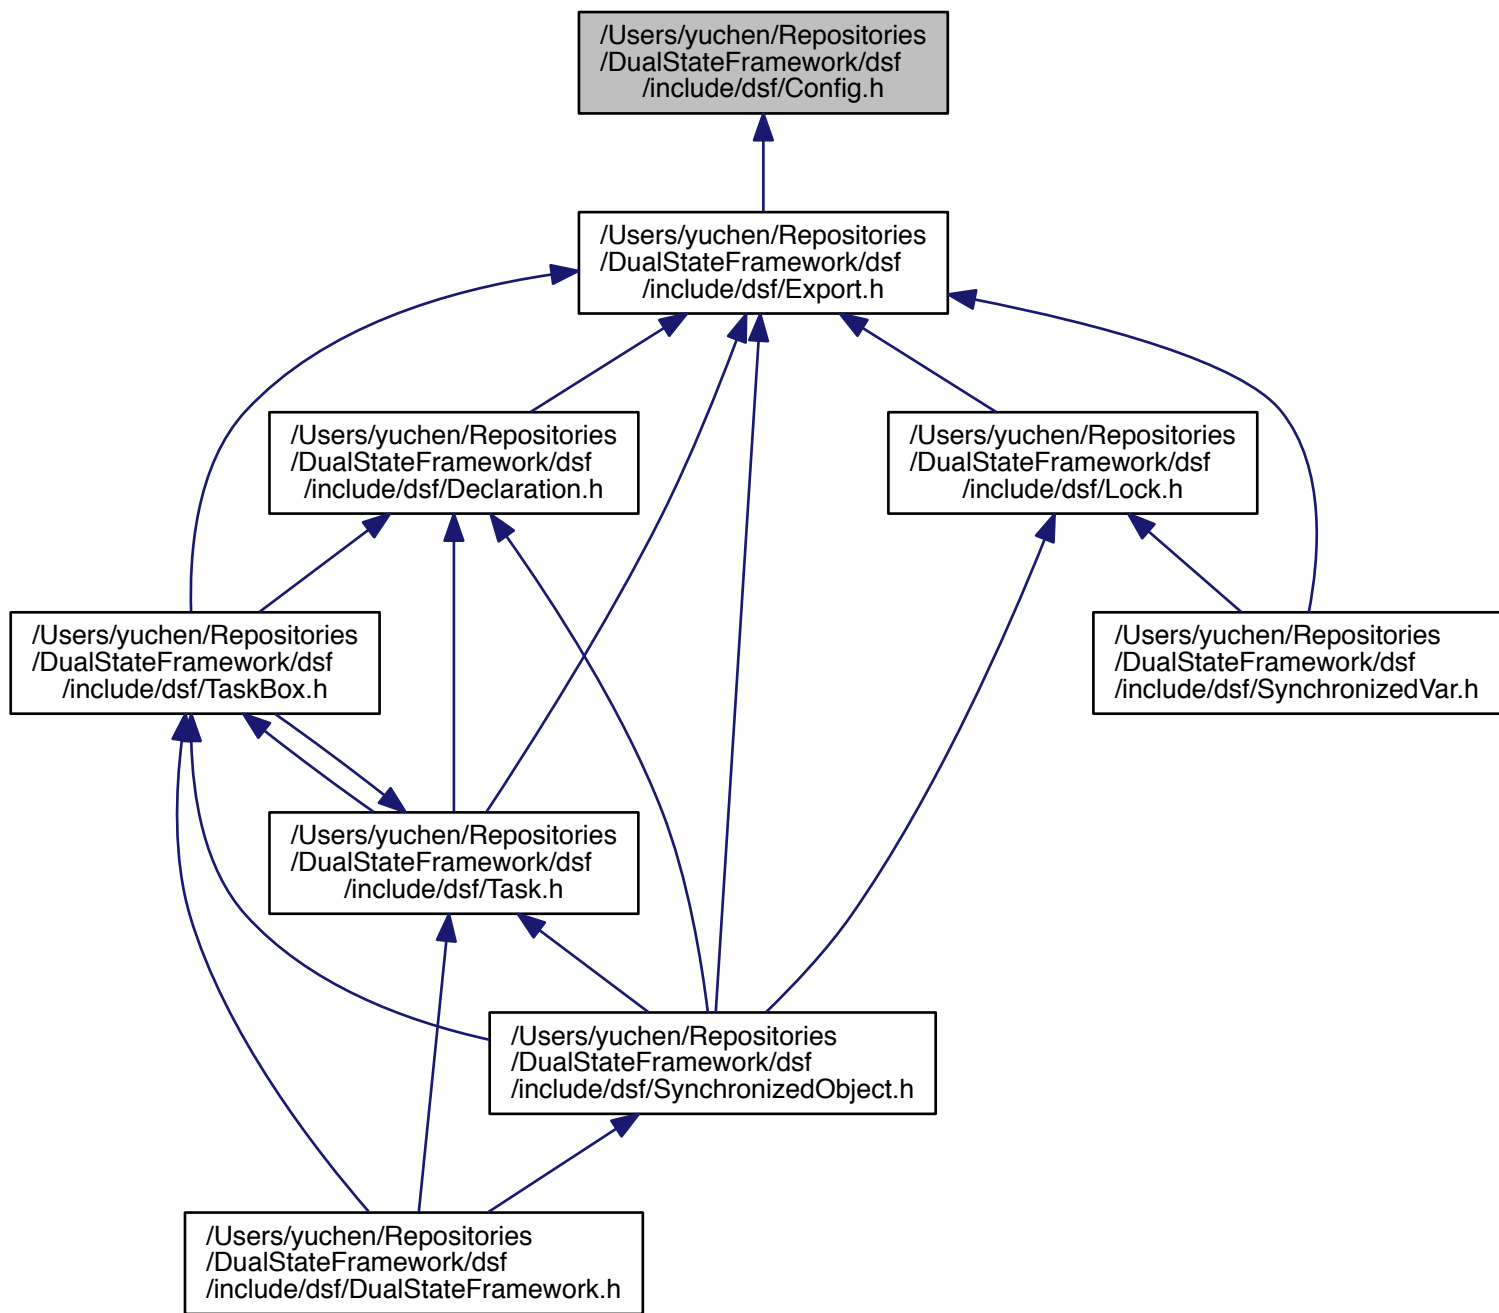 /Users/yuchen/Repositories
/DualStateFramework/dsf
/include/dsf/Config.h
/Users/yuchen/Repositories
/DualStateFramework/dsf
/include/dsf/Export.h
/Users/yuchen/Repositories
/DualStateFramework/dsf
/include/dsf/Declaration.h
/Users/yuchen/Repositories
/DualStateFramework/dsf
/include/dsf/Lock.h
/Users/yuchen/Repositories
/DualStateFramework/dsf
/include/dsf/TaskBox.h
/Users/yuchen/Repositories
/DualStateFramework/dsf
/include/dsf/SynchronizedVar.h
/Users/yuchen/Repositories
/DualStateFramework/dsf
/include/dsf/Task.h
/Users/yuchen/Repositories
/DualStateFramework/dsf
/include/dsf/SynchronizedObject.h
/Users/yuchen/Repositories
/DualStateFramework/dsf
/include/dsf/DualStateFramework.h